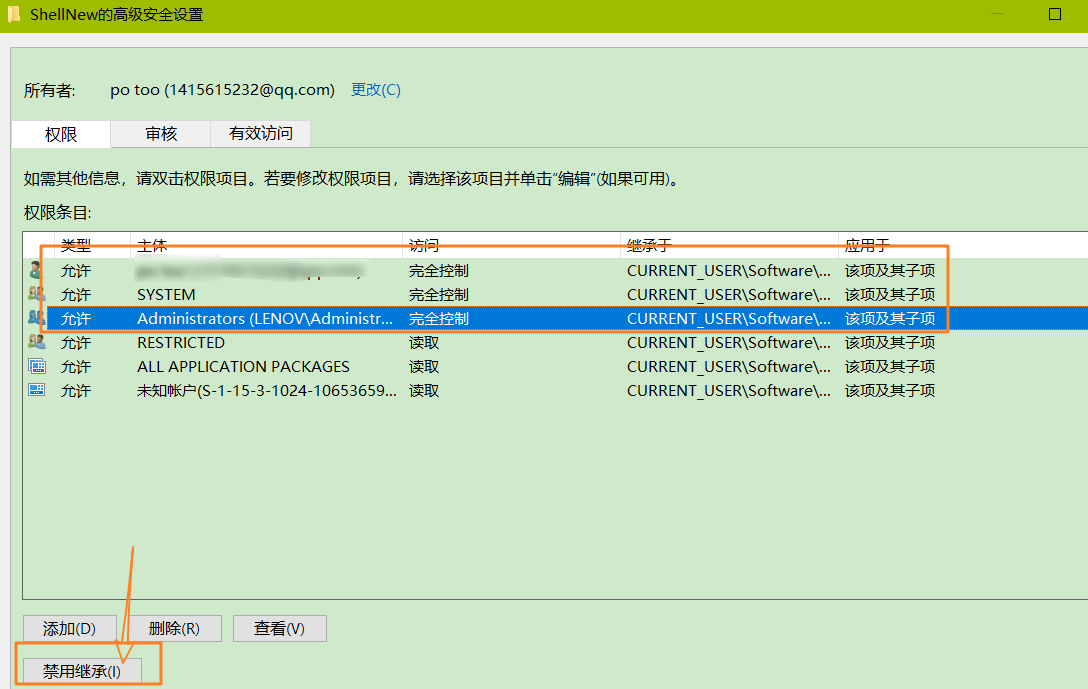 ShellNew的高级安全设置
所有者: po too (1415615232@qq.com) 更改(C)
权限 审核 有效访问
如需其他信息，请双击权限项目。若要修改权限项目，请选择该项目并单击“编辑”(如果可用)。
权限条目:
类型 主体 访问 继承于 应用于
允许 完全控制 CURRENT_USER\Software\... 该项及其子项
允许 SYSTEM 完全控制 CURRENT_USER\Software\... 该项及其子项
允许 Administrators (LENOV\Administr... 完全控制 CURRENT_USER\Software\... 该项及其子项
允许 RESTRICTED 读取 CURRENT_USER\Software\... 该项及其子项
允许 ALL APPLICATION PACKAGES 读取 CURRENT_USER\Software\... 该项及其子项
允许 未知帐户(S-1-15-3-1024-10653659... 读取 CURRENT_USER\Software\... 该项及其子项
添加(D) 删除(R) 查看(V)
禁用继承(I)